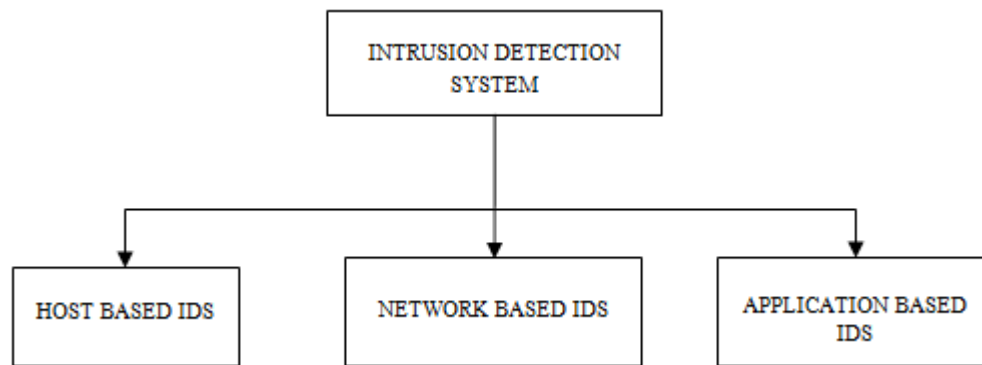 INTRUSION DETECTION
SYSTEM
HOST BASED IDS
NETWORK BASED IDS
APPLICATION BASED
IDS